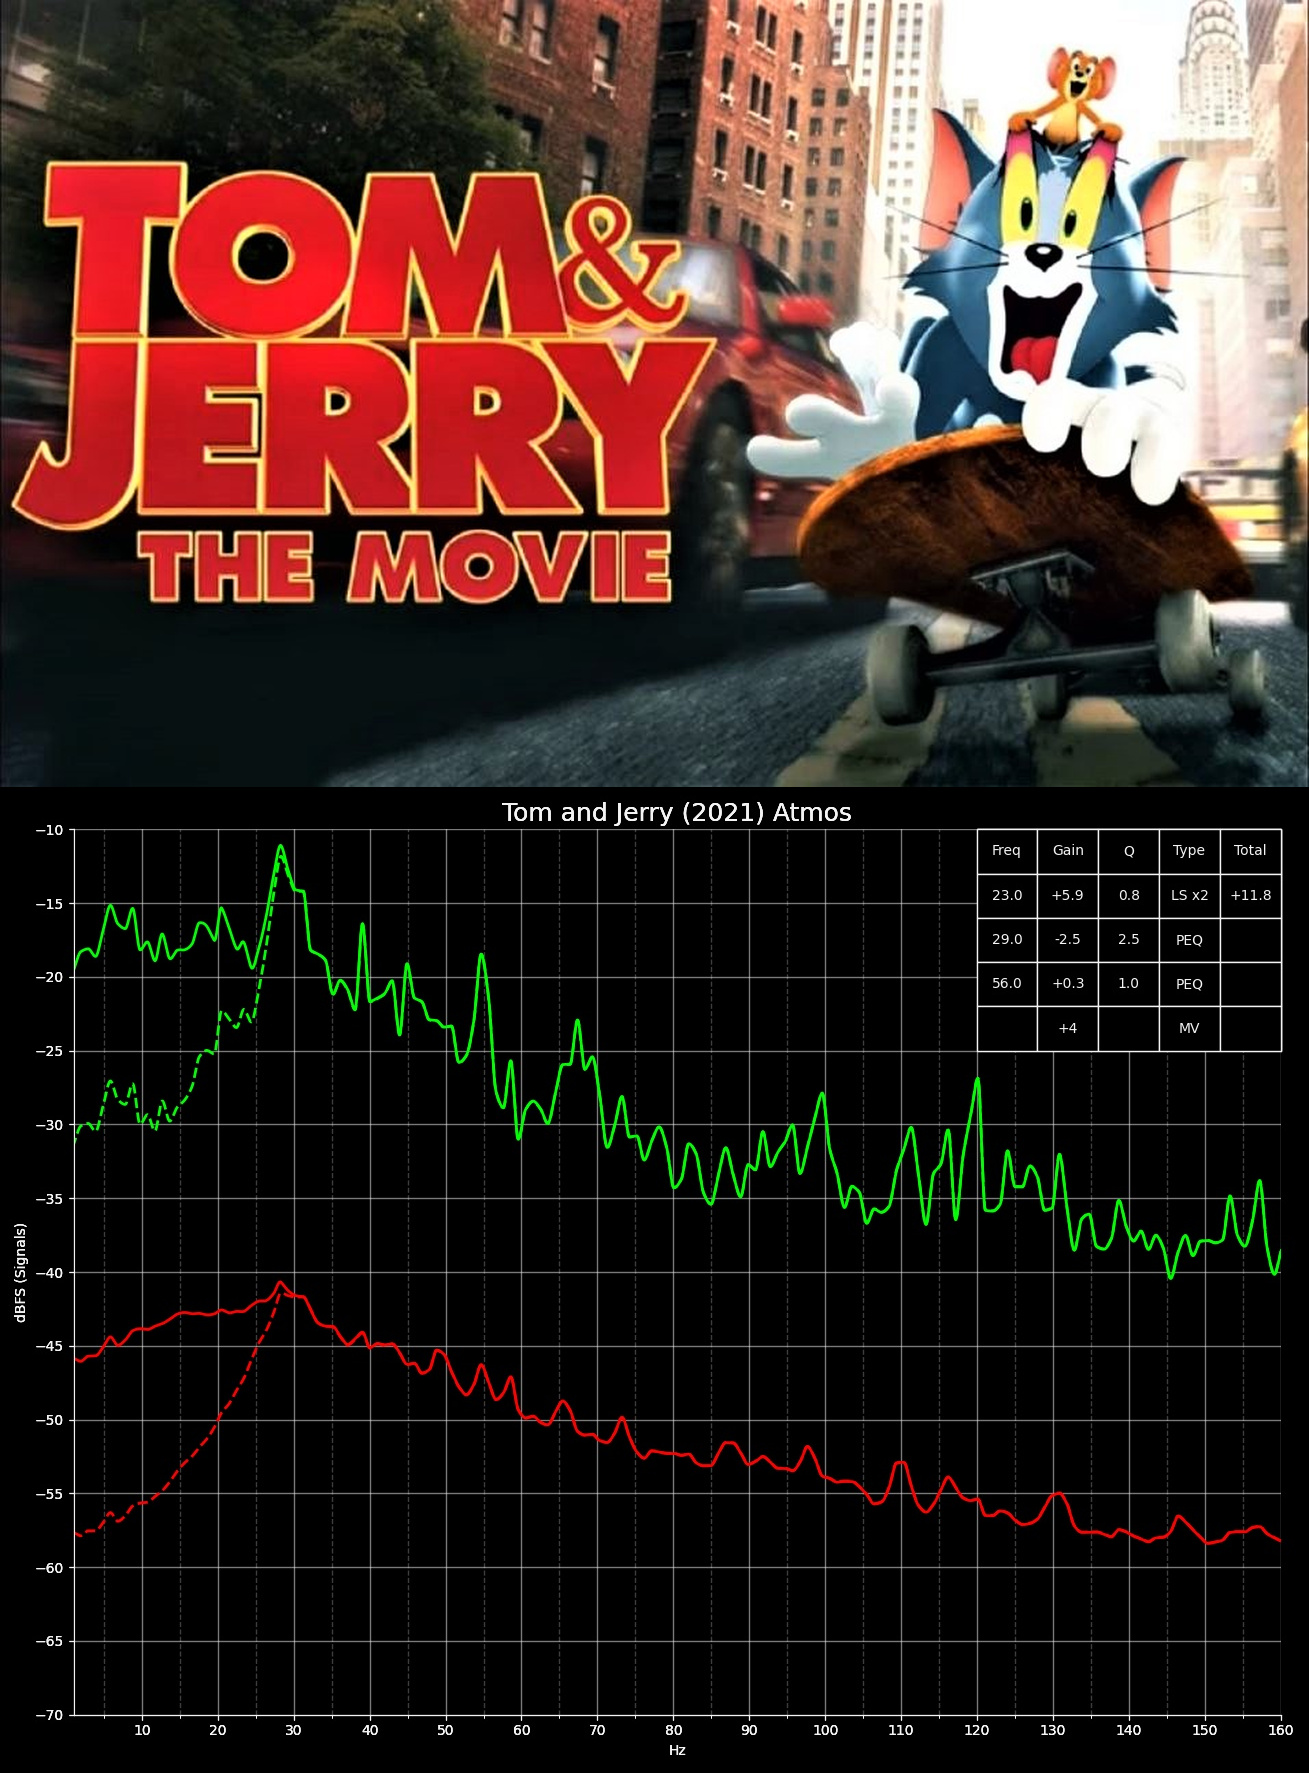 TOM &
JERRY
THE MOVIE
Tom and Jerry (2021) Atmos
Freq Gain Q Type Total
23.0 +5.9 0.8 LS x2 +11.8
29.0 -2.5 2.5 PEQ
56.0 +0.3 1.0 PEQ
+4 MV
dBFS (Signals)
−10
−15
−20
−25
−30
−35
−40
−45
−50
−55
−60
−65
−70
10 20 30 40 50 60 70 80 90 100 110 120 130 140 150 160
Hz